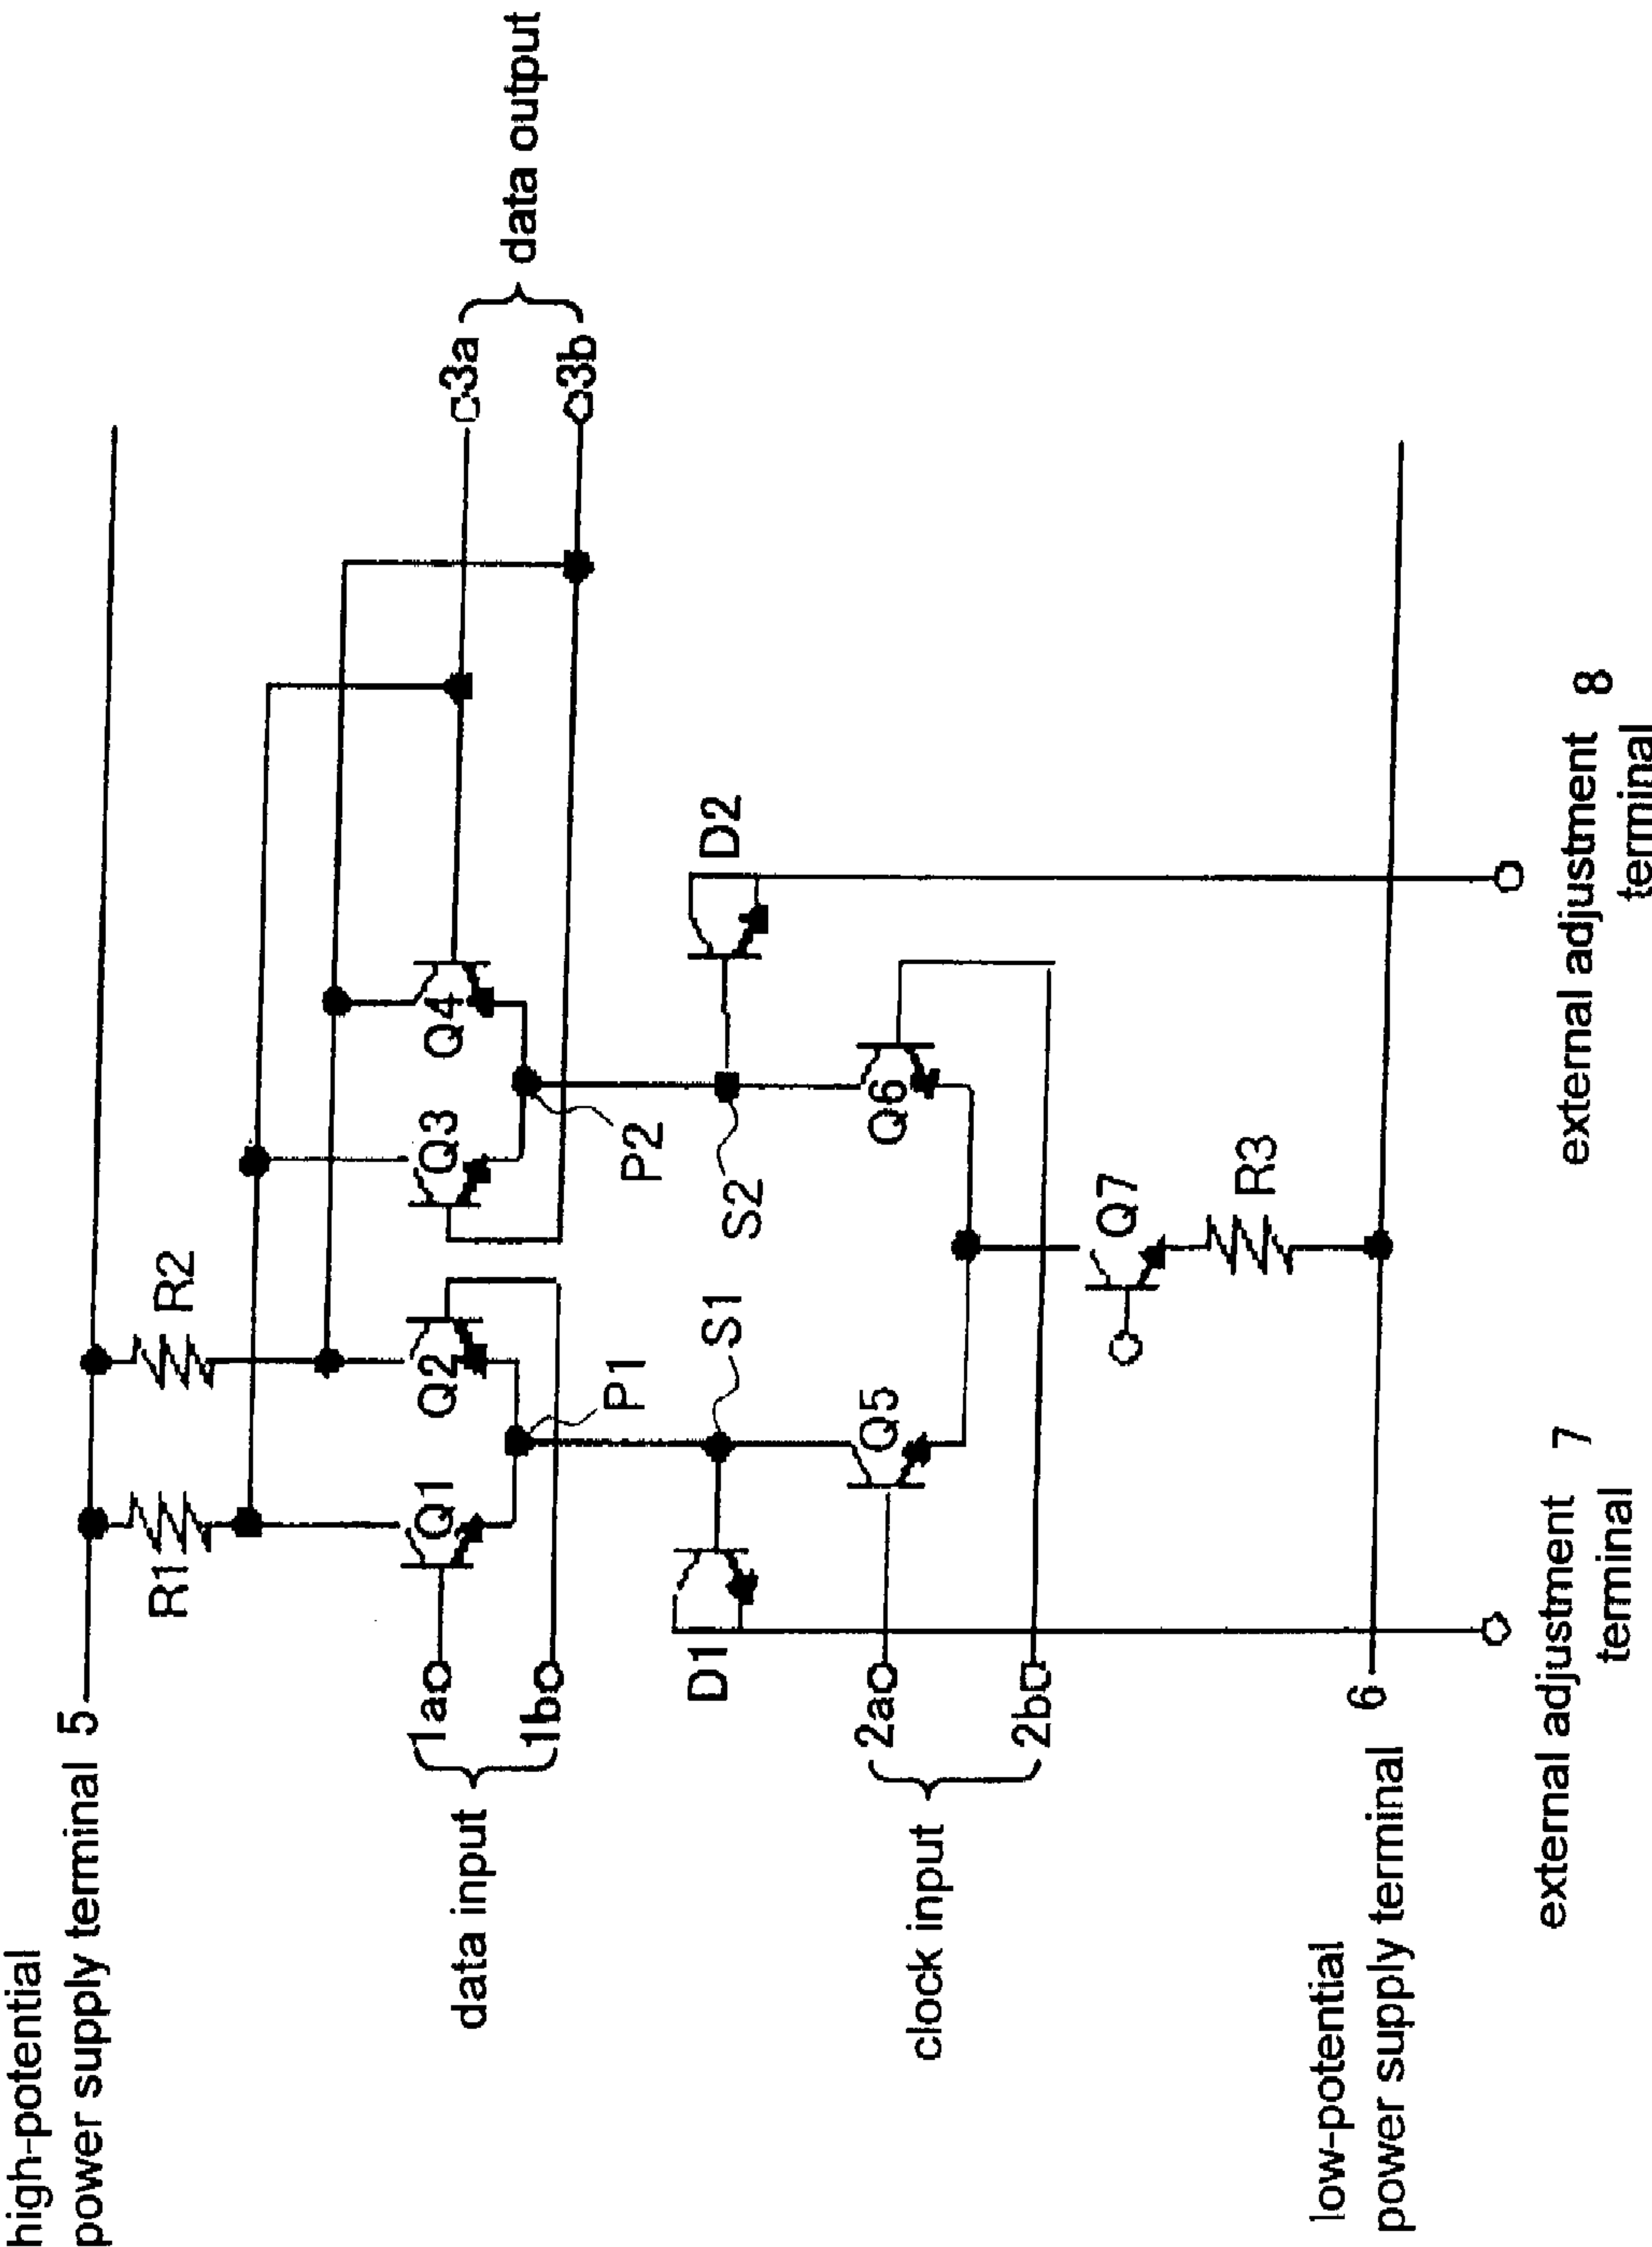 high-potential
power supply terminal 5
R1
R2
data input
1a
1b
Q1
Q2
Q3
Q4
3a
3b
data output
P1
P2
D1
S1
S2
D2
clock input
2a
2b
Q5
Q6
Q7
R3
low-potential
power supply terminal
6
external adjustment 7
terminal
external adjustment 8
terminal